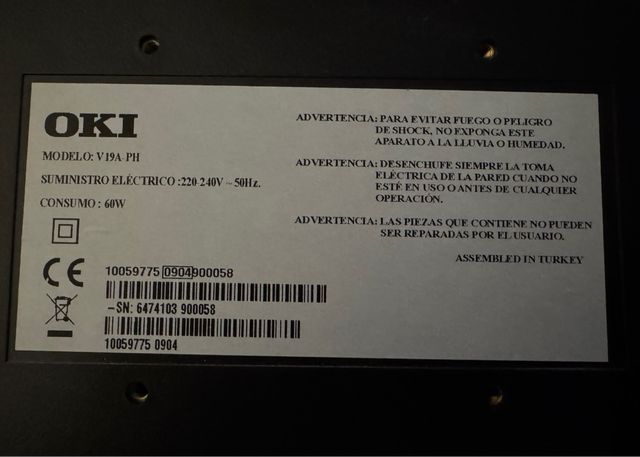 OKI
MODELO: V19A-PH
SUMINISTRO ELÉCTRICO :220-240V ~ 50Hz.
CONSUMO : 60W
ADVERTENCIA: PARA EVITAR FUEGO O PELIGRO
DE SHOCK, NO EXPONGA ESTE
APARATO A LA LLUVIA O HUMEDAD.
ADVERTENCIA: DESENCHUFE SIEMPRE LA TOMA
ELÉCTRICA DE LA PARED CUANDO NO
ESTÉ EN USO O ANTES DE CUALQUIER
OPERACIÓN.
ADVERTENCIA: LAS PIEZAS QUE CONTIENE NO PUEDEN
SER REPARADAS POR EL USUARIO.
ASSEMBLED IN TURKEY
CE
10059775 0904 900058
-SN: 6474103 900058
10059775 0904